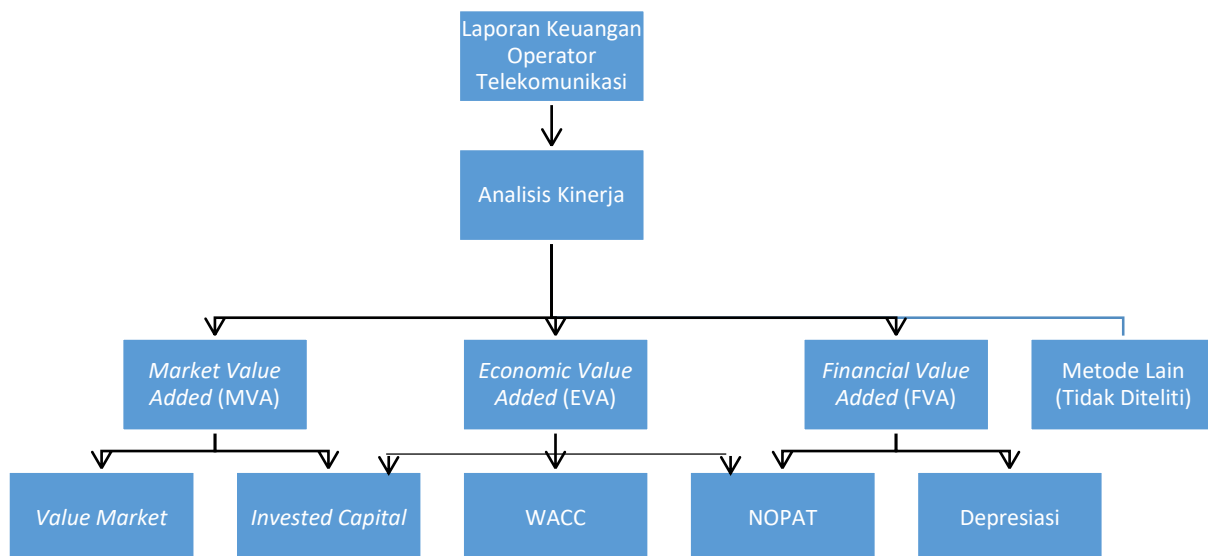 Laporan Keuangan
Operator
Telekomunikasi
Analisis Kinerja
Market Value
Added (MVA)
Economic Value
Added (EVA)
Financial Value
Added (FVA)
Metode Lain
(Tidak Diteliti)
Value Market
Invested Capital
WACC
NOPAT
Depresiasi